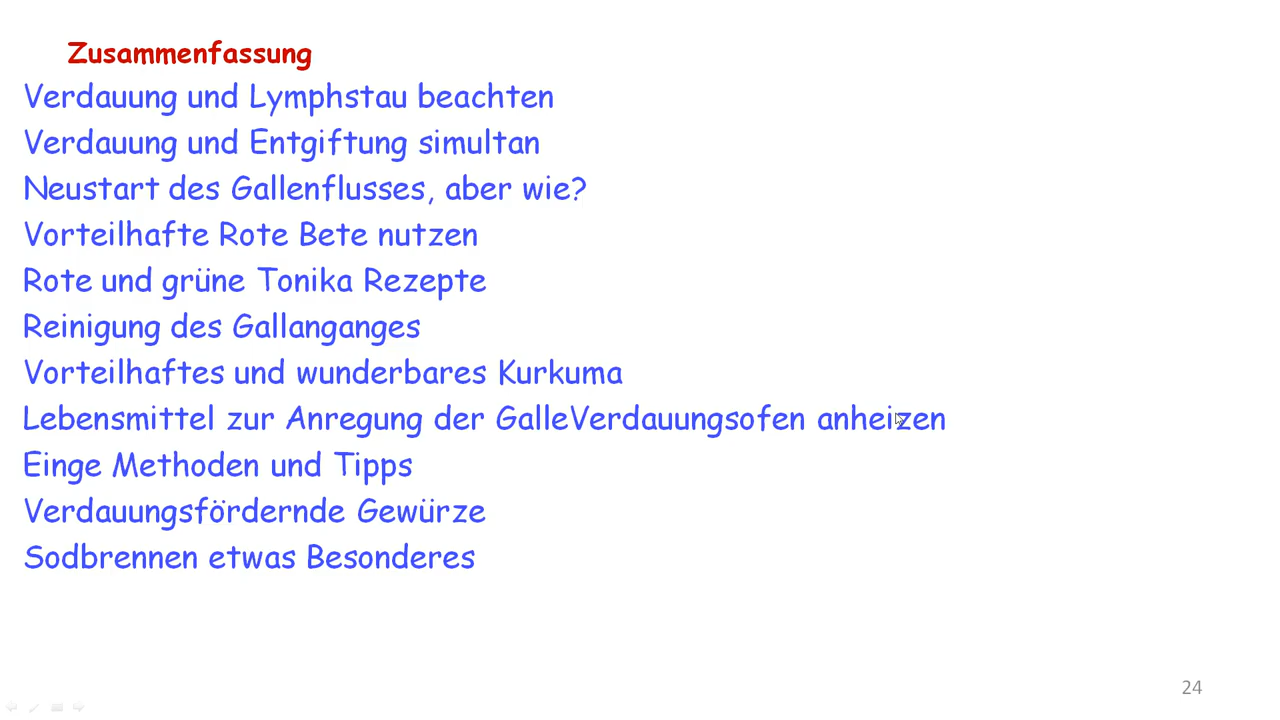 Zusammenfassung
Verdauung und Lymphstau beachten
Verdauung und Entgiftung simultan
Neustart des Gallenflusses, aber wie?
Vorteilhafte Rote Bete nutzen
Rote und grüne Tonika Rezepte
Reinigung des Gallanganges
Vorteilhaftes und wunderbares Kurkuma
Lebensmittel zur Anregung der GalleVerdauungsofen anheizen
Einge Methoden und Tipps
Verdauungsfördernde Gewürze
Sodbrennen etwas Besonderes
24